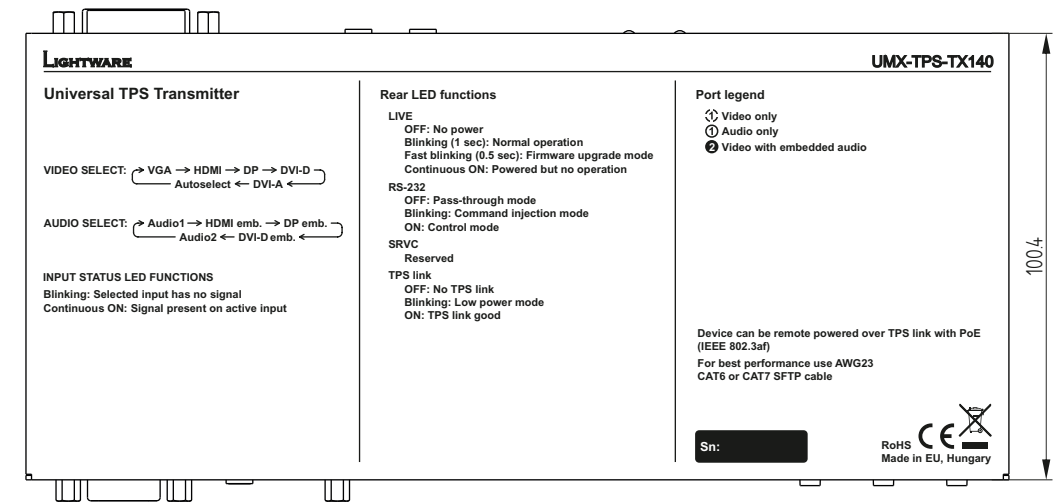 LIGHTWARE
UMX-TPS-TX140
Universal TPS Transmitter
VIDEO SELECT: → VGA → HDMI → DP → DVI-D
Autoselect ← DVI-A ←
AUDIO SELECT: → Audio1 → HDMI emb. → DP emb.
Audio2 ← DVI-D emb. ←
INPUT STATUS LED FUNCTIONS
Blinking: Selected input has no signal
Continuous ON: Signal present on active input
Rear LED functions
LIVE
OFF: No power
Blinking (1 sec): Normal operation
Fast blinking (0.5 sec): Firmware upgrade mode
Continuous ON: Powered but no operation
RS-232
OFF: Pass-through mode
Blinking: Command injection mode
ON: Control mode
SRVC
Reserved
TPS link
OFF: No TPS link
Blinking: Low power mode
ON: TPS link good
Port legend
1 Video only
1 Audio only
2 Video with embedded audio
Device can be remote powered over TPS link with PoE
(IEEE 802.3af)
For best performance use AWG23
CAT6 or CAT7 SFTP cable
Sn:
RoHS CE
Made in EU, Hungary
100.4